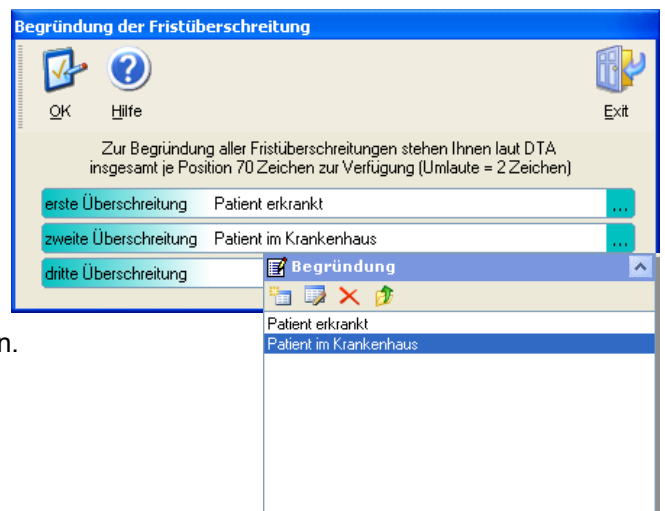 Begründung der Fristüberschreitung
OK Hilfe Exit
Zur Begründung aller Fristüberschreitungen stehen Ihnen laut DTA
insgesamt je Position 70 Zeichen zur Verfügung (Umlaute = 2 Zeichen)
erste Überschreitung Patient erkrankt ...
zweite Überschreitung Patient im Krankenhaus ...
dritte Überschreitung
Begründung
Patient erkrankt
n.
Patient im Krankenhaus